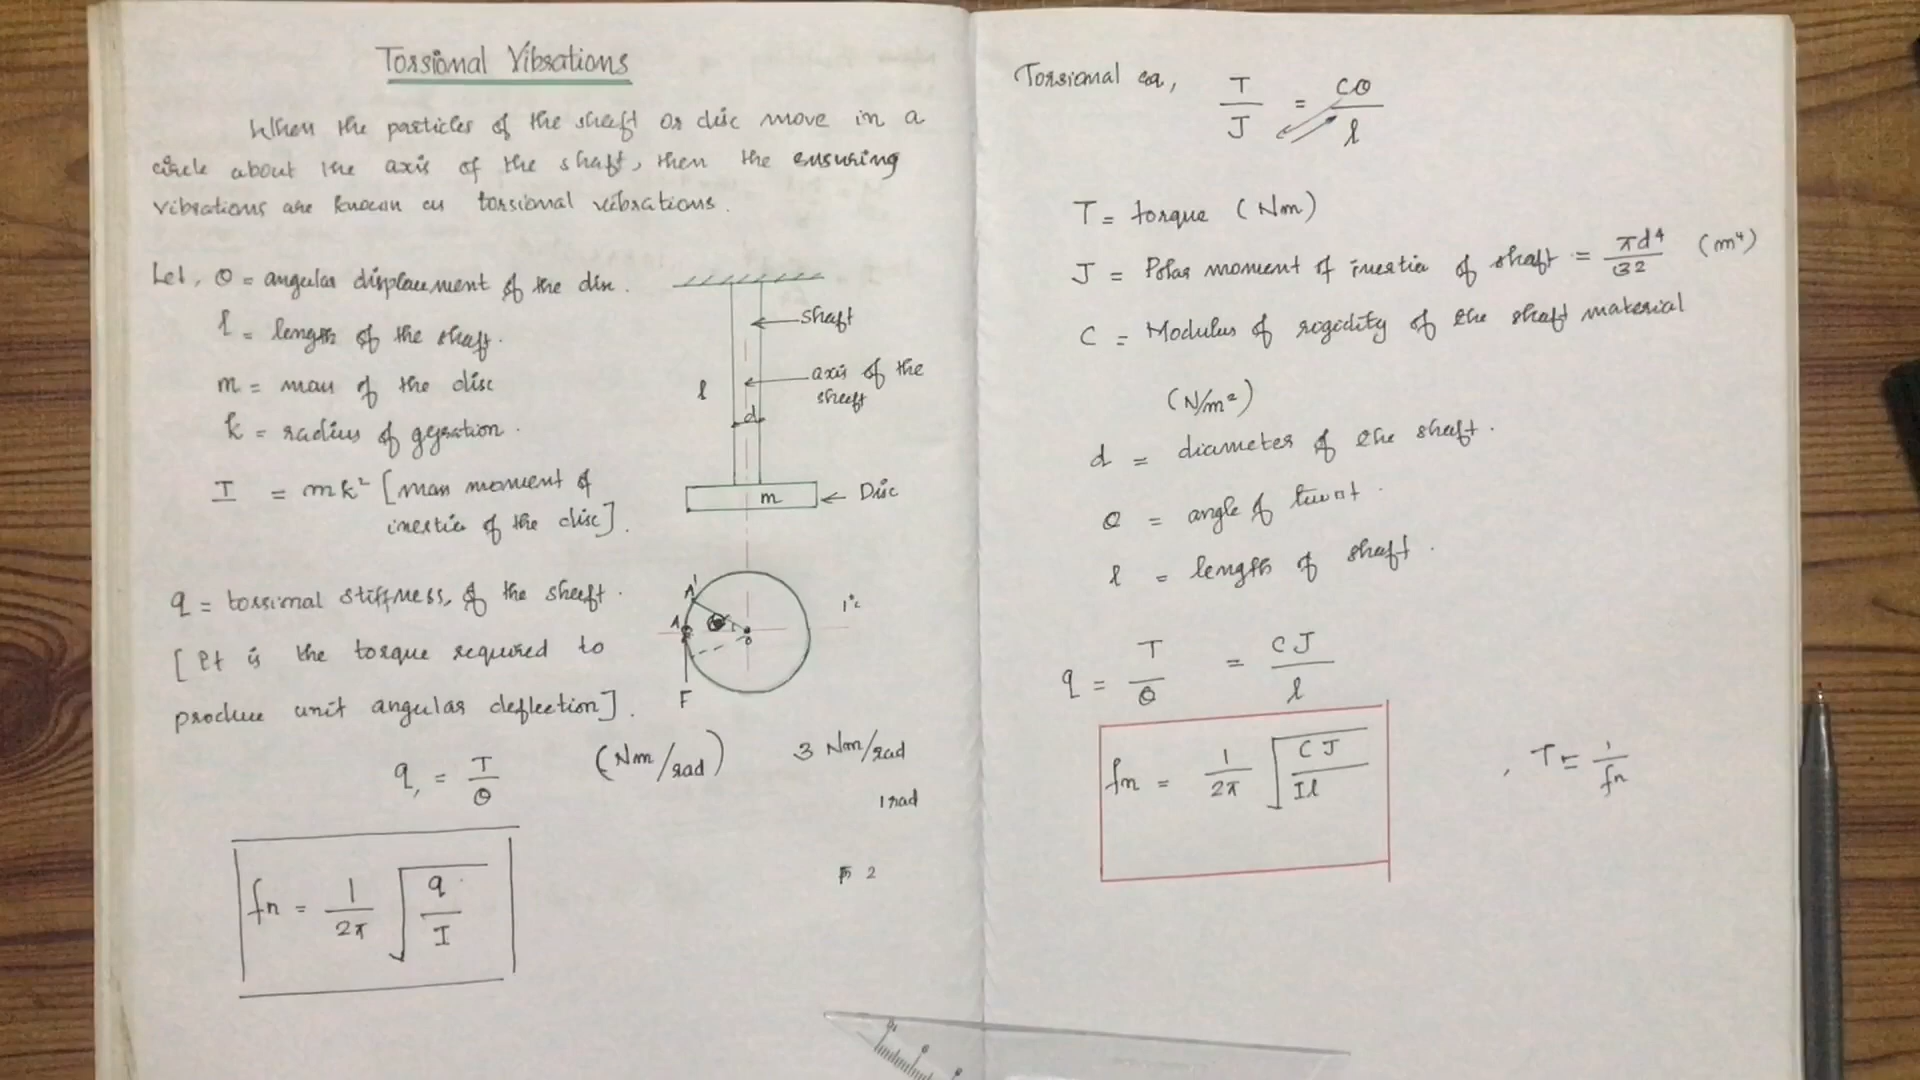 Torsional Vibrations
When the particles of the shaft or disc move in a
circle about the axis of the shaft, then the ensuring
vibrations are known as torsional vibrations.
Let, θ = angular displacement of the disc.
l = length of the shaft.
m = mass of the disc
k = radius of gyration.
I = mk² [mass moment of
inertia of the disc].
shaft
axis of the
shaft
l
d
m
Disc
q = torsional stiffness, of the shaft.
[It is the torque required to
produce unit angular deflection].
A'
A
θ
o
F
q = T/θ (Nm/rad)
3 Nm/rad
1 rad
2
fn = 1/2π √(q/I)
Torsional eq, T/J = Cθ/l
T = torque (Nm)
J = Polar moment of inertia of shaft = πd⁴/32 (m⁴)
C = Modulus of rigidity of the shaft material
(N/m²)
d = diameter of the shaft.
θ = angle of twist.
l = length of shaft.
q = T/θ = CJ/l
fn = 1/2π √(CJ/Il)
, T = 1/fn